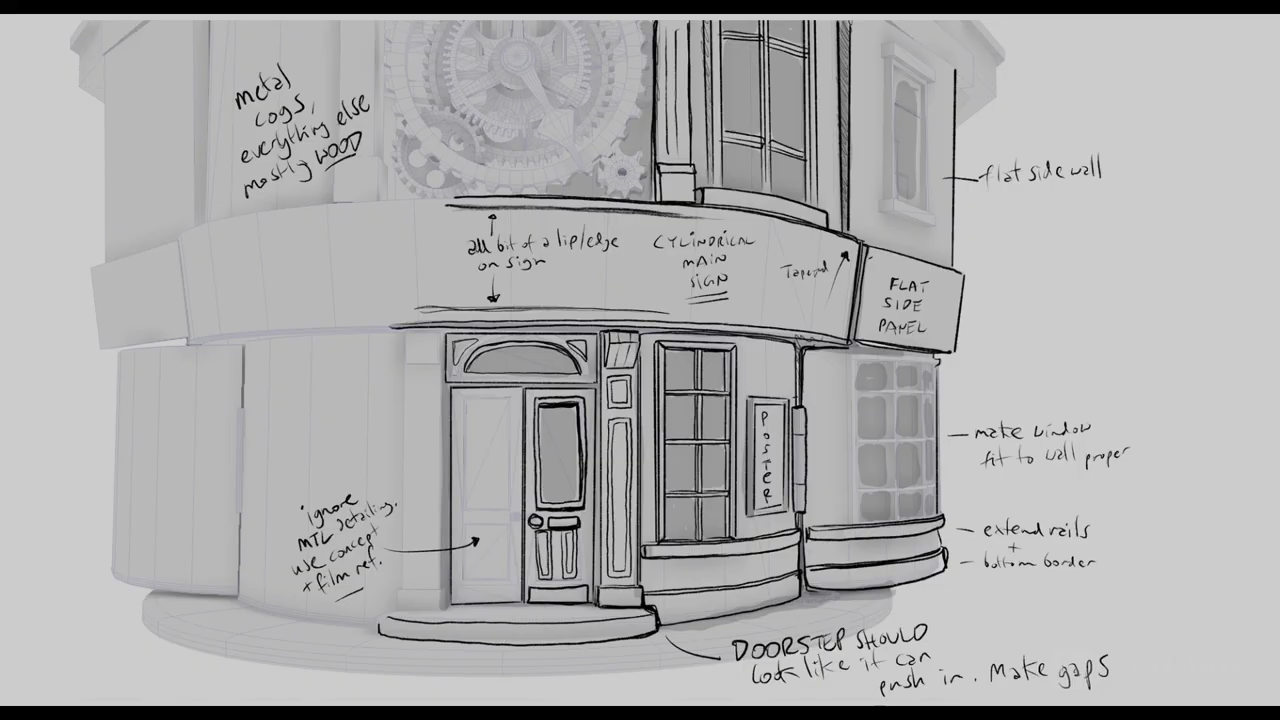 metal
cogs,
everything else
mostly WOOD
all bit of a lip/edge
on sign
CYLINDRICAL
MAIN
SIGN
Tapered
flat side wall
FLAT
SIDE
PANEL
POSTER
make window
fit to wall proper
extend rails
+
bottom border
ignore
MTL detailing.
use concept
+ film ref.
DOORSTEP SHOULD
look like it can
push in. Make gaps